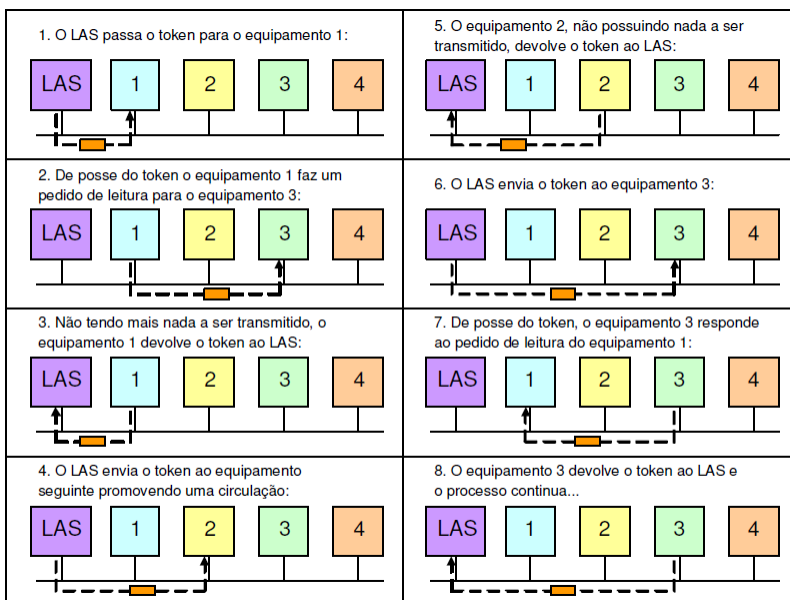 1. O LAS passa o token para o equipamento 1:
LAS 1 2 3 4
2. De posse do token o equipamento 1 faz um
pedido de leitura para o equipamento 3:
LAS 1 2 3 4
3. Não tendo mais nada a ser transmitido, o
equipamento 1 devolve o token ao LAS:
LAS 1 2 3 4
4. O LAS envia o token ao equipamento
seguinte promovendo uma circulação:
LAS 1 2 3 4
5. O equipamento 2, não possuindo nada a ser
transmitido, devolve o token ao LAS:
LAS 1 2 3 4
6. O LAS envia o token ao equipamento 3:
LAS 1 2 3 4
7. De posse do token, o equipamento 3 responde
ao pedido de leitura do equipamento 1:
LAS 1 2 3 4
8. O equipamento 3 devolve o token ao LAS e
o processo continua...
LAS 1 2 3 4